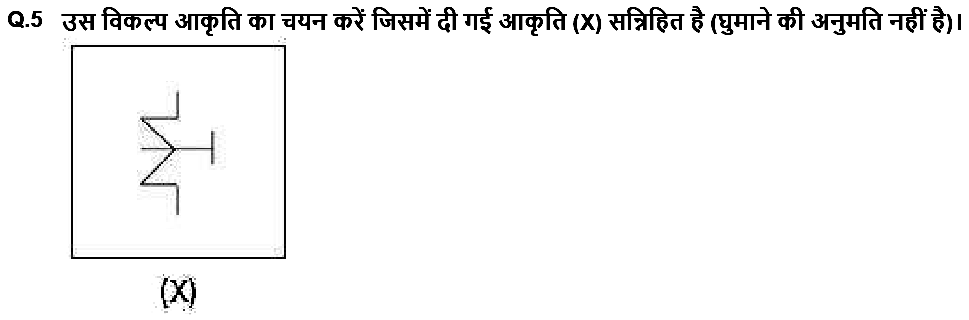 Q.5 उस विकल्प आकृति का चयन करें जिसमें दी गई आकृति (X) सन्निहित है (घुमाने की अनुमति नहीं है)।
(X)